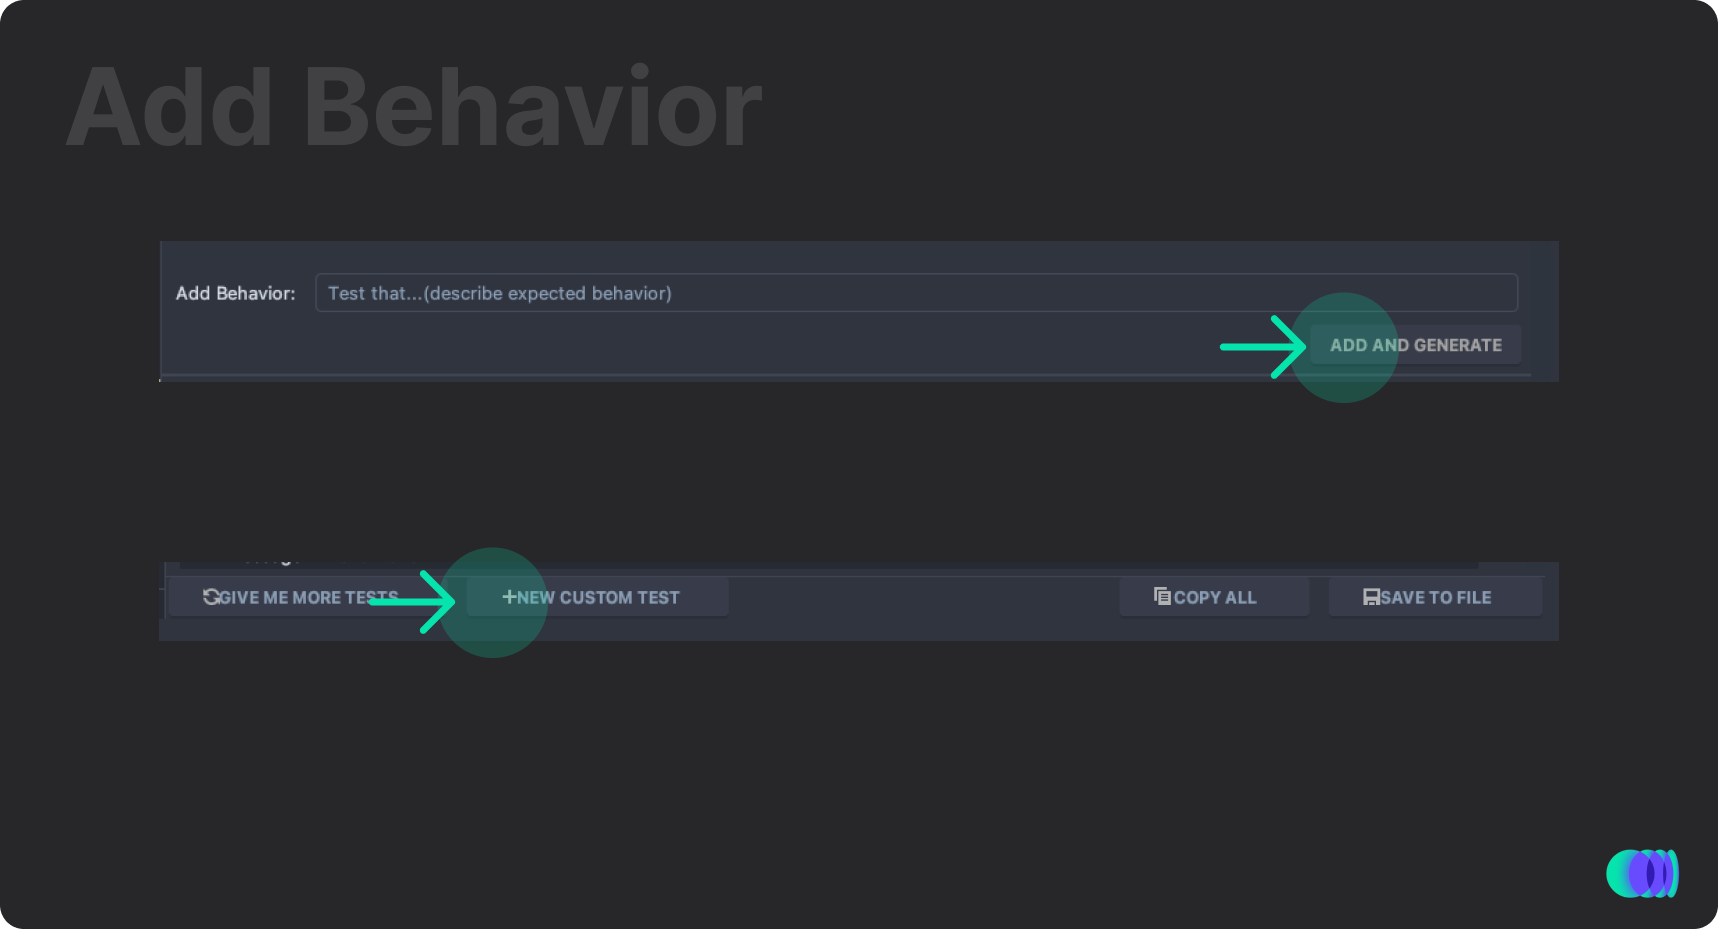 Add Behavior
Add Behavior: Test that...(describe expected behavior)
ADD AND GENERATE
GIVE ME MORE TESTS +NEW CUSTOM TEST COPY ALL SAVE TO FILE